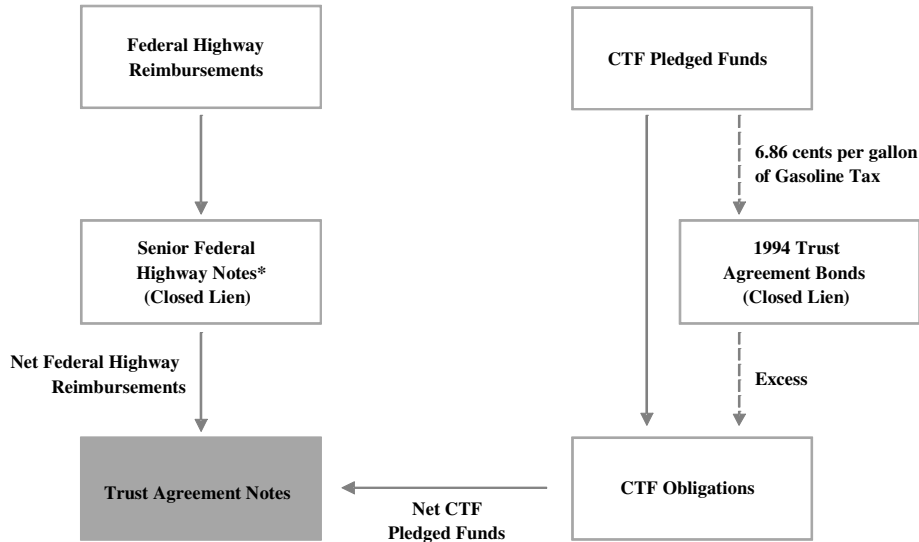 Federal Highway
Reimbursements
CTF Pledged Funds
6.86 cents per gallon
of Gasoline Tax
Senior Federal
Highway Notes*
(Closed Lien)
1994 Trust
Agreement Bonds
(Closed Lien)
Net Federal Highway
Reimbursements
Excess
Trust Agreement Notes
CTF Obligations
Net CTF
Pledged Funds